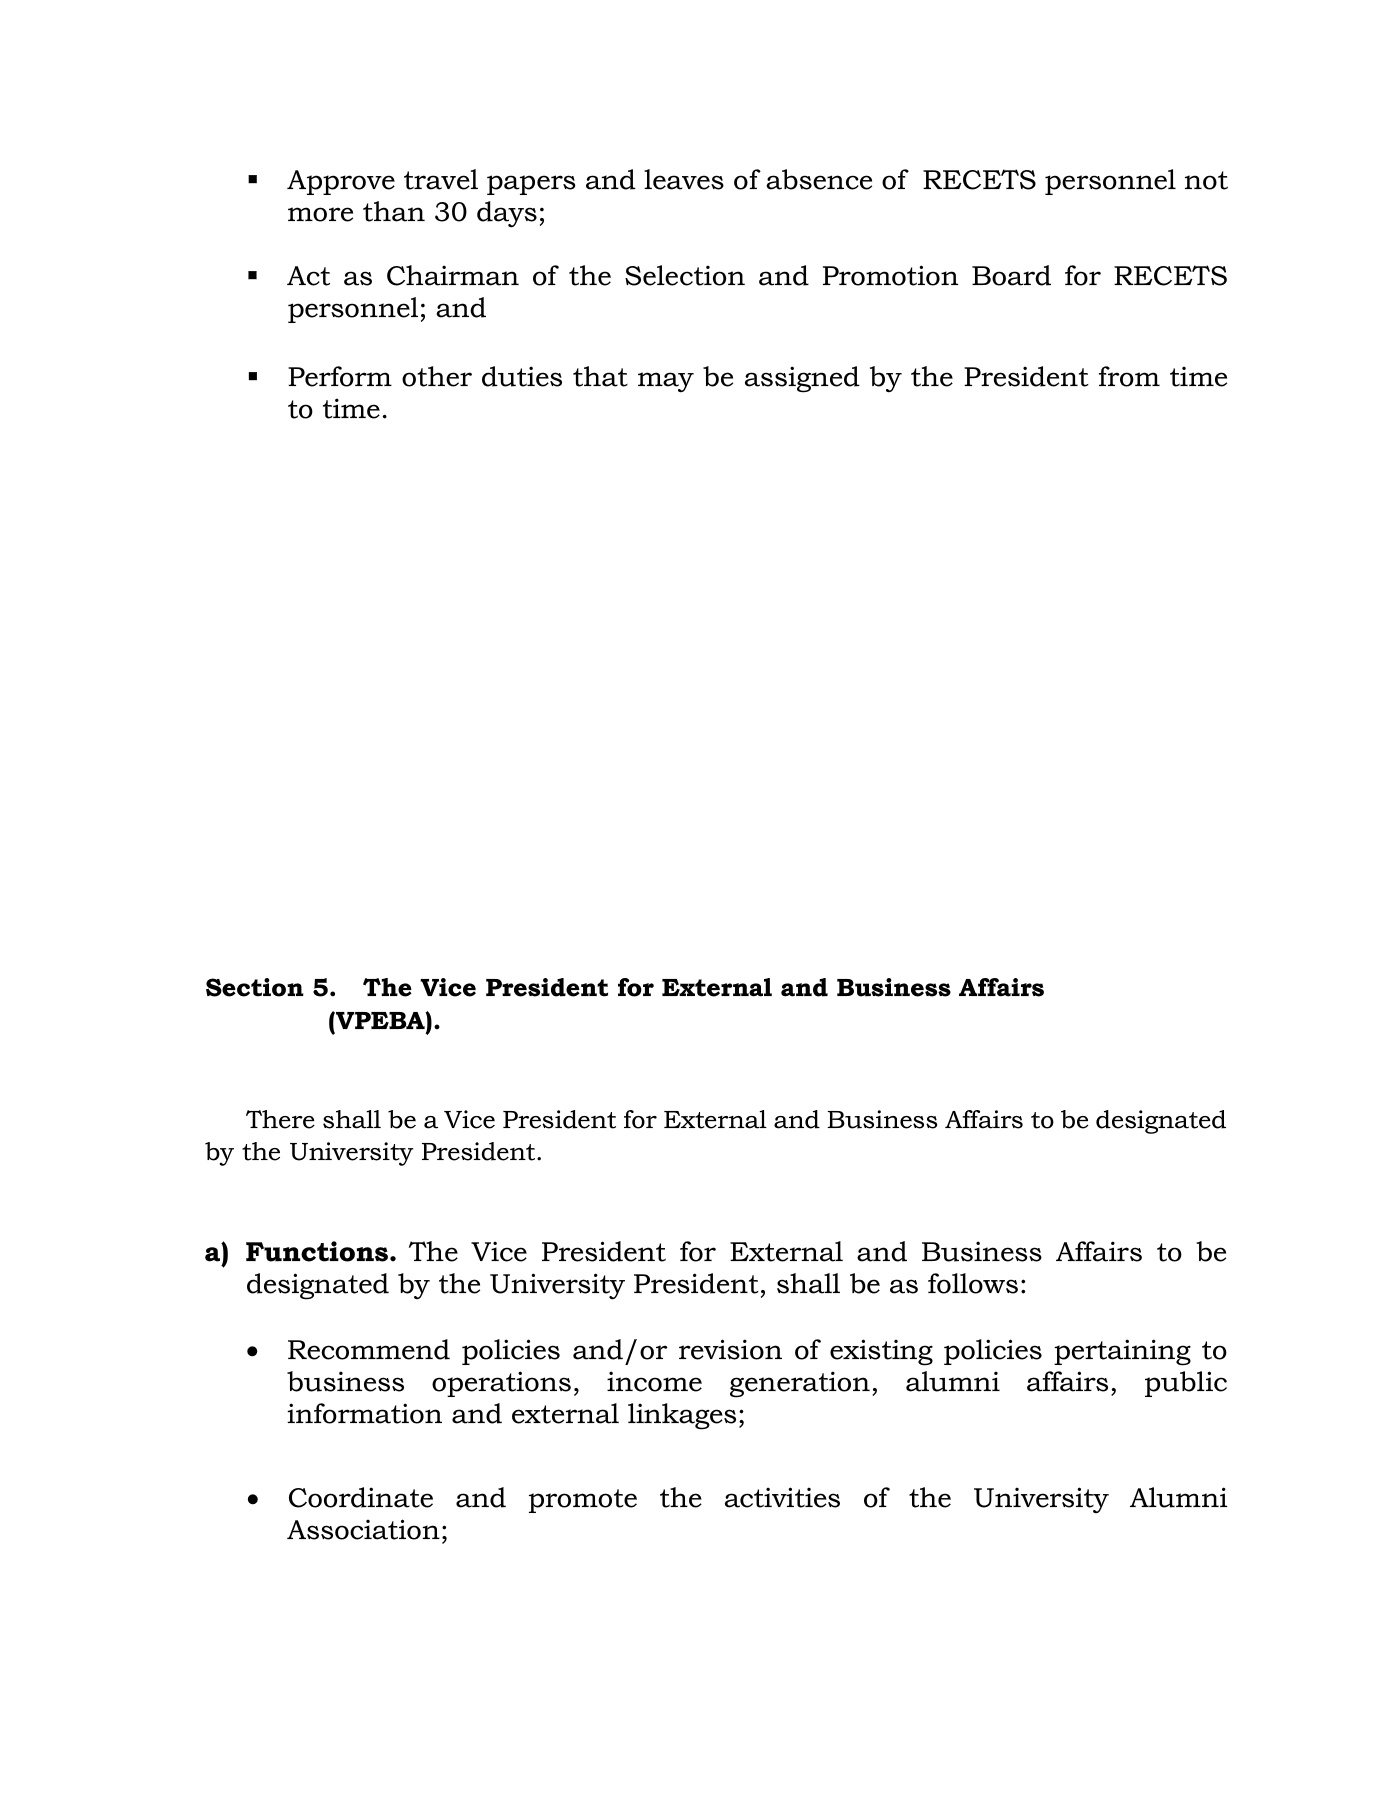 ▪ Approve travel papers and leaves of absence of RECETS personnel not
more than 30 days;
▪ Act as Chairman of the Selection and Promotion Board for RECETS
personnel; and
▪ Perform other duties that may be assigned by the President from time
to time.
Section 5. The Vice President for External and Business Affairs
(VPEBA).
There shall be a Vice President for External and Business Affairs to be designated
by the University President.
a) Functions. The Vice President for External and Business Affairs to be
designated by the University President, shall be as follows:
• Recommend policies and/or revision of existing policies pertaining to
business operations, income generation, alumni affairs, public
information and external linkages;
• Coordinate and promote the activities of the University Alumni
Association;